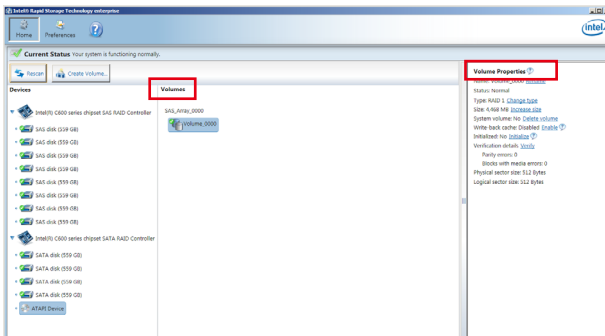 Intel® Rapid Storage Technology enterprise
Home
Preferences
intel
Current Status Your system is functioning normally.
Rescan
Create Volume...
Devices
Intel(R) C600 series chipset SAS RAID Controller
SAS disk (559 GB)
SAS disk (559 GB)
SAS disk (559 GB)
SAS disk (559 GB)
SAS disk (559 GB)
SAS disk (559 GB)
SAS disk (559 GB)
SAS disk (559 GB)
Intel(R) C600 series chipset SATA RAID Controller
SATA disk (559 GB)
SATA disk (559 GB)
SATA disk (559 GB)
SATA disk (559 GB)
ATAPI Device
Volumes
SAS_Array_0000
Volume_0000
Volume Properties
Name: Volume_0000 Rename
Status: Normal
Type: RAID 1 Change type
Size: 4,468 MB Increase size
System volume: No Delete volume
Write back cache: Disabled Enable
Initialized: No Initialize
Verification details Verify
Parity errors: 0
Blocks with media errors: 0
Physical sector size: 512 Bytes
Logical sector size: 512 Bytes